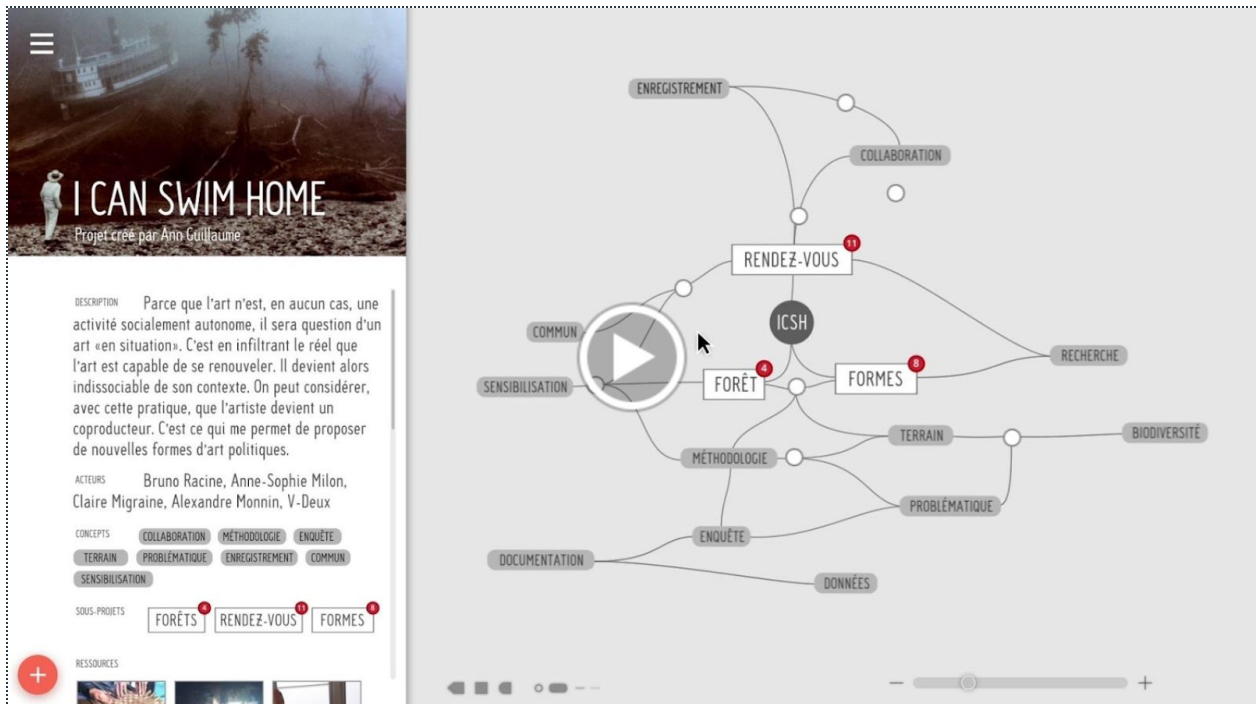 I CAN SWIM HOME
Projet créé par Ann Guillaume
DESCRIPTION Parce que l'art n'est, en aucun cas, une
activité socialement autonome, il sera question d'un
art «en situation». C'est en infiltrant le réel que
l'art est capable de se renouveler. Il devient alors
indissociable de son contexte. On peut considérer,
avec cette pratique, que l'artiste devient un
coproducteur. C'est ce qui me permet de proposer
de nouvelles formes d'art politiques.
ACTEURS Bruno Racine, Anne-Sophie Milon,
Claire Migraine, Alexandre Monnin, V-Deux
CONCEPTS COLLABORATION MÉTHODOLOGIE ENQUÊTE
TERRAIN PROBLÉMATIQUE ENREGISTREMENT COMMUN
SENSIBILISATION
SOUS-PROJETS FORÊTS 4 RENDEZ-VOUS 11 FORMES 8
RESSOURCES
ENREGISTREMENT
COLLABORATION
RENDEZ-VOUS 11
ICSH
COMMUN
RECHERCHE
SENSIBILISATION
FORÊT 4
FORMES 8
TERRAIN
BIODIVERSITÉ
MÉTHODOLOGIE
PROBLÉMATIQUE
ENQUÊTE
DOCUMENTATION
DONNÉES